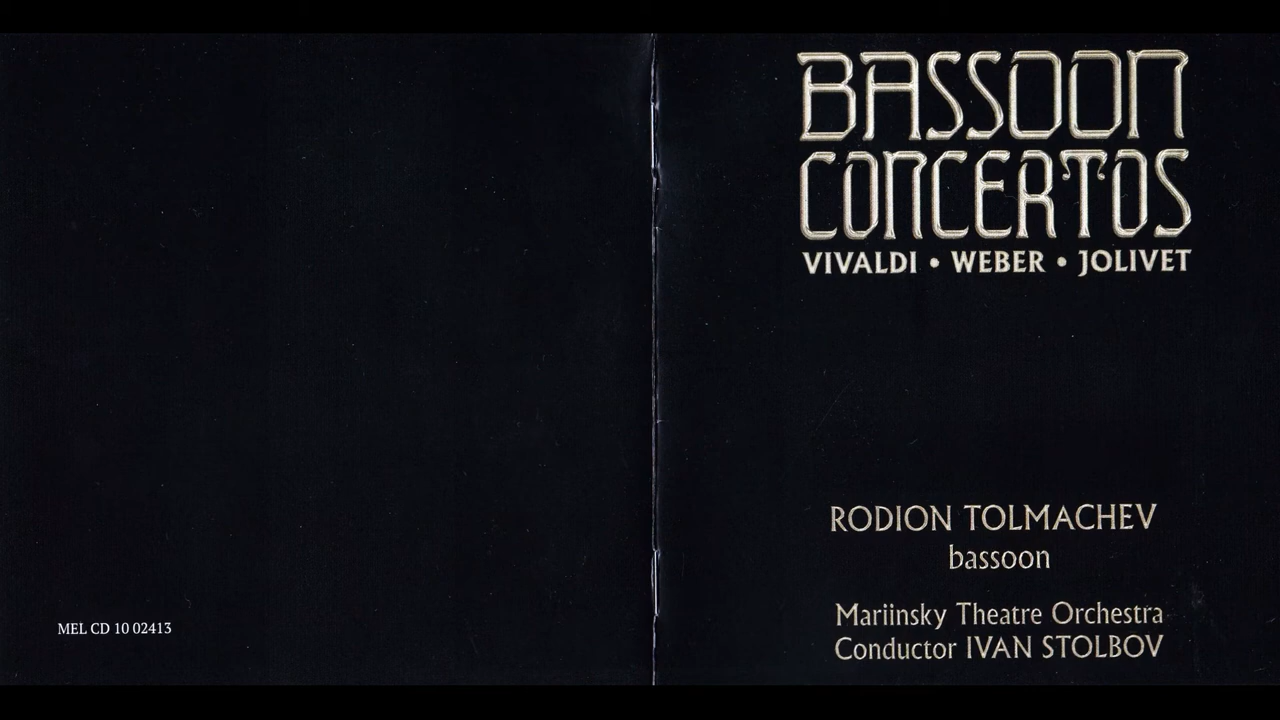 BASSOON
CONCERTOS
VIVALDI • WEBER • JOLIVET
RODION TOLMACHEV
bassoon
Mariinsky Theatre Orchestra
Conductor IVAN STOLBOV
MEL CD 10 02413